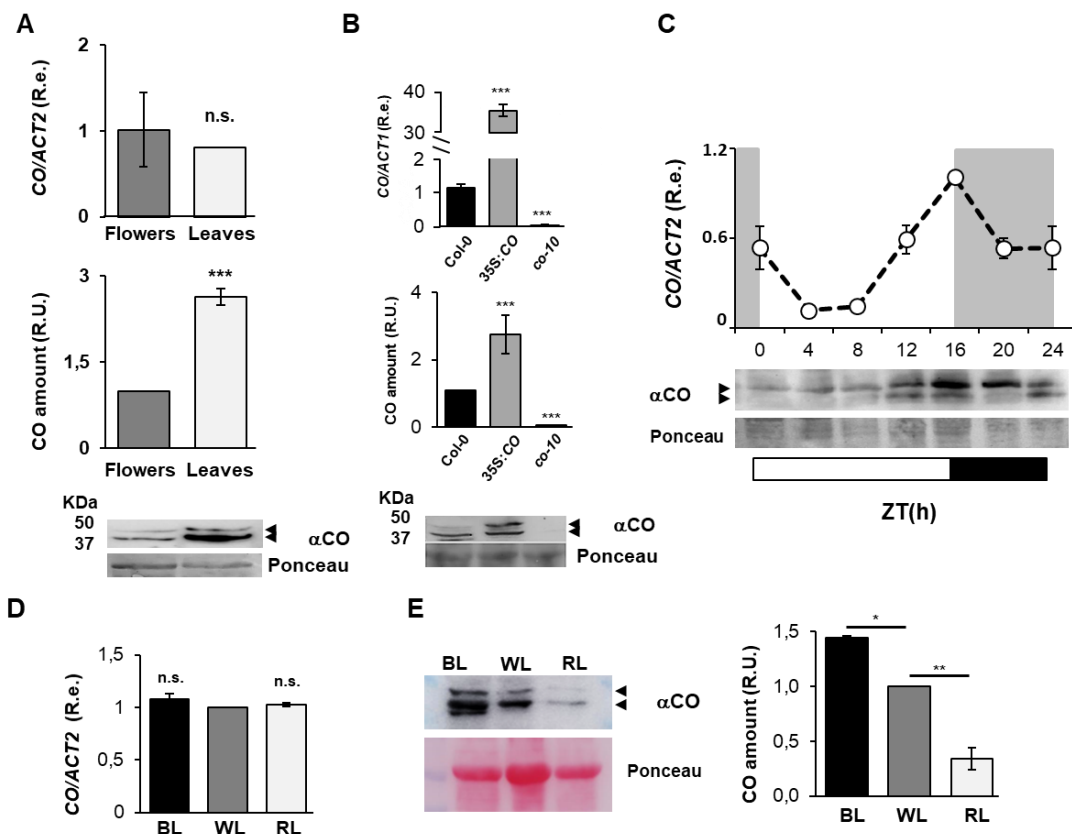 A
CO/ACT2 (R.e.)
2
1
0
n.s.
Flowers Leaves
CO amount (R.U.)
3
1,5
0
***
Flowers Leaves
KDa
50
37
αCO
Ponceau
B
CO/ACT1 (R.e.)
40
30
2
1
0
***
***
Col-0 35S:CO co-10
CO amount (R.U.)
4
2
0
***
***
Col-0 35S:CO co-10
KDa
50
37
αCO
Ponceau
C
CO/ACT2 (R.e.)
1.2
0.6
0
0 4 8 12 16 20 24
αCO
Ponceau
ZT(h)
D
CO/ACT2 (R.e.)
1,5
1
0,5
0
n.s. n.s.
BL WL RL
E
BL WL RL
αCO
Ponceau
CO amount (R.U.)
1,5
1,0
0,5
0,0
*
**
BL WL RL